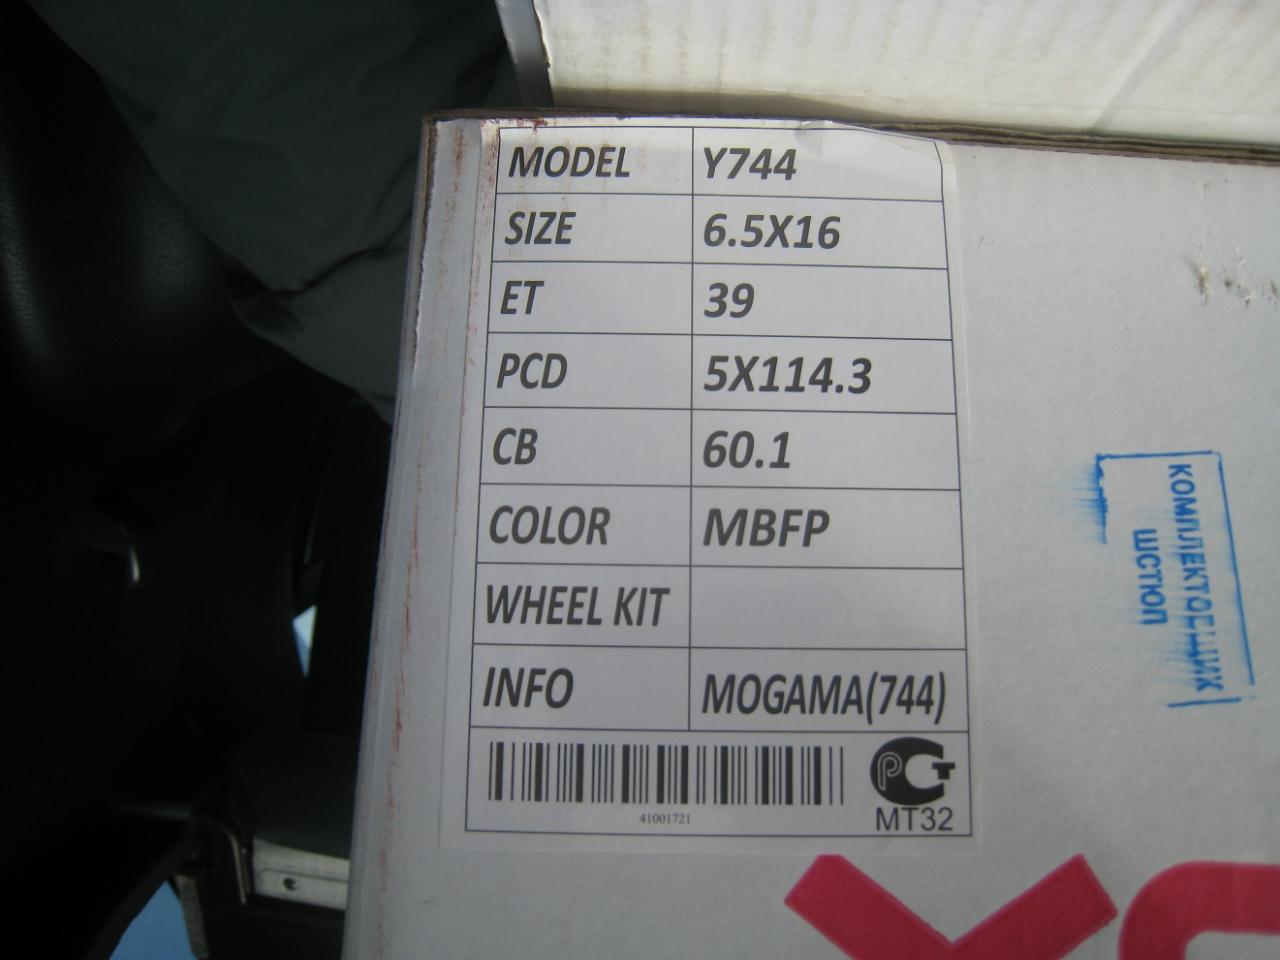 MODEL Y744
SIZE 6.5X16
ET 39
PCD 5X114.3
CB 60.1
COLOR MBFP
WHEEL KIT
INFO MOGAMA(744)
41001721
РСТ
MT32
КОМПЛЕКТОВЩИК